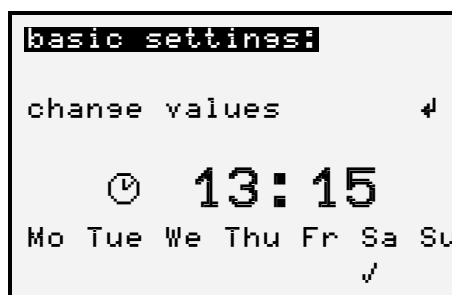 basic settings:
change values ↲
13:15
Mo Tue We Thu Fr Sa Su
✓